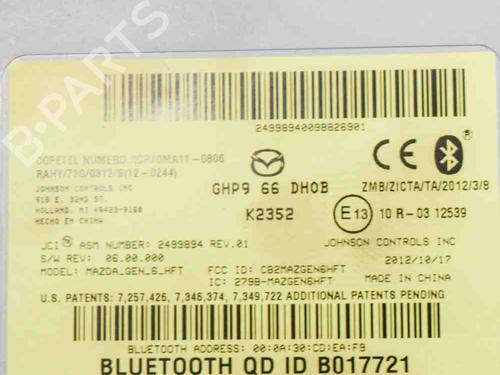 B-PARTS
24998940098826901
COFETEL NUMERO:RCPJOMA11-0806
RAHY/73G/0312/S(12-0244)
JOHNSON CONTROLS INC
915 E. 32ND ST.
HOLLAND, MI 49423-9160
HECHO EN CHINA
GHP9 66 DH0B
K2352
CE
ZMB/ZICTA/TA/2012/3/8
E13 10 R-03 12539
JCI ASM NUMBER: 2499894 REV.01
JOHNSON CONTROLS INC
S/W REV: 06.00.000
2012/10/17
MODEL: MAZDA_GEN_6_HFT
FCC ID: CB2MAZGEN6HFT
MADE IN CHINA
IC: 279B-MAZGEN6HFT
U.S. PATENTS: 7,257,426, 7,346,374, 7,349,722 ADDITIONAL PATENTS PENDING
BLUETOOTH ADDRESS: 00:0A:30:CD:EA:F9
BLUETOOTH QD ID B017721